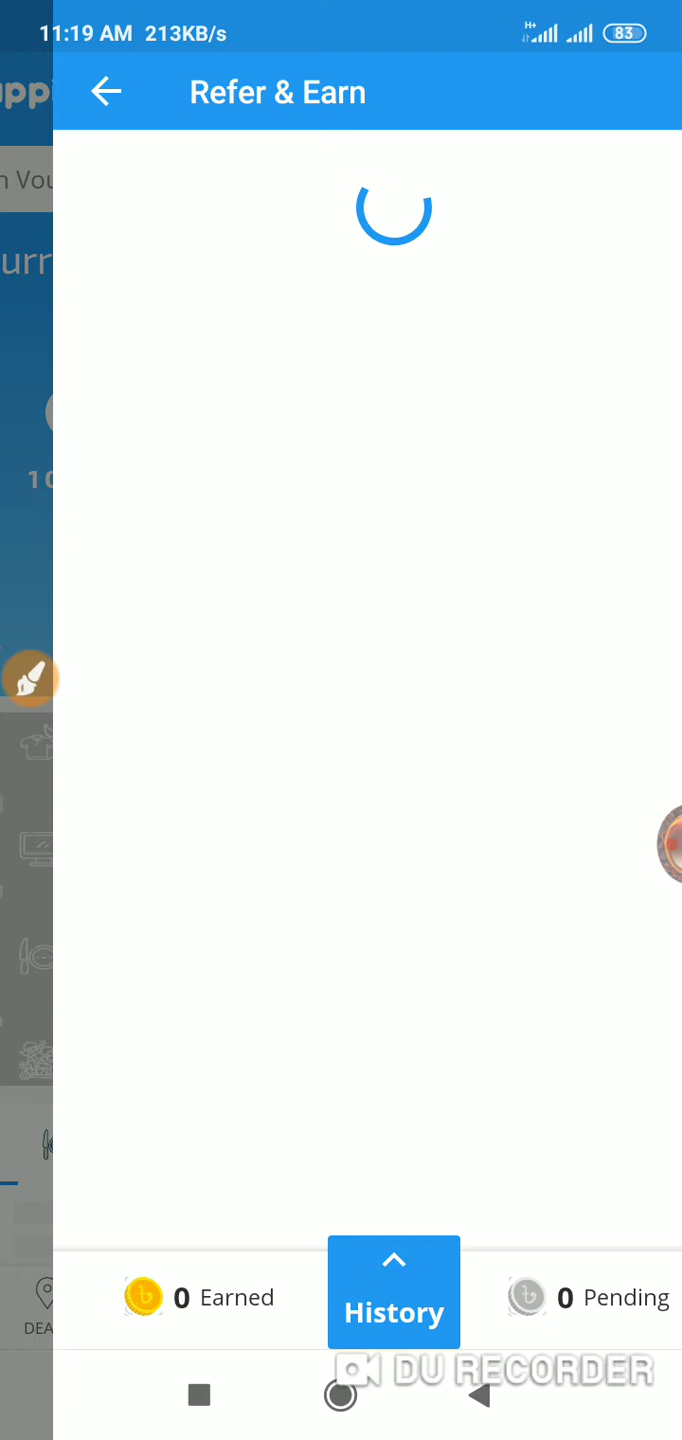 11:19 AM 213KB/s
H+
83
Refer & Earn
0 Earned
History
0 Pending
DU RECORDER